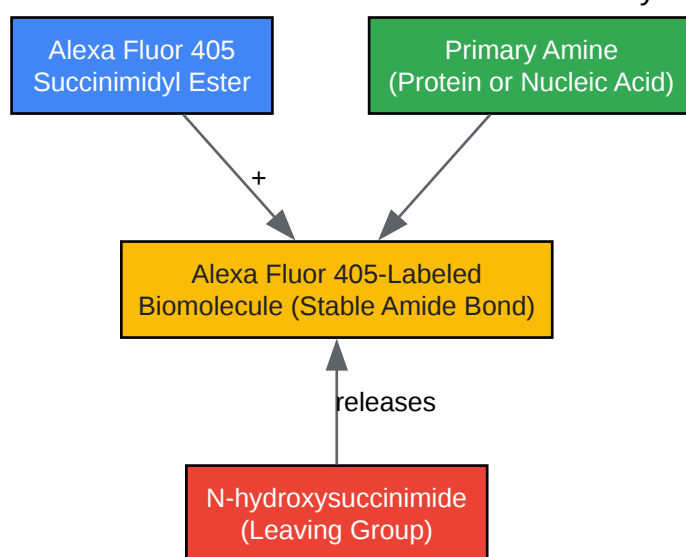 Alexa Fluor 405
Succinimidyl Ester
Primary Amine
(Protein or Nucleic Acid)
+
Alexa Fluor 405-Labeled
Biomolecule (Stable Amide Bond)
releases
N-hydroxysuccinimide
(Leaving Group)